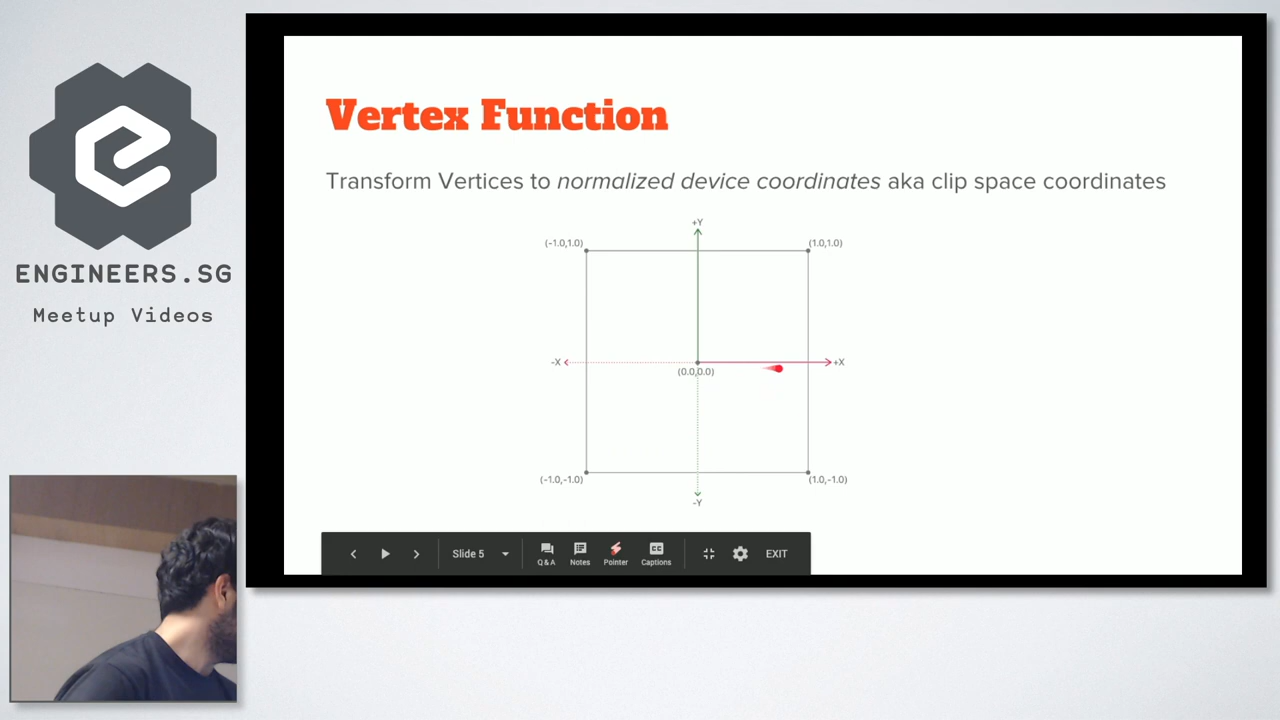 ENGINEERS.SG
Meetup Videos
Vertex Function
Transform Vertices to normalized device coordinates aka clip space coordinates
+Y
(-1.0,1.0)
(1.0,1.0)
-X
+X
(0.0,0.0)
(-1.0,-1.0)
(1.0,-1.0)
-Y
Slide 5
Q & A
Notes
Pointer
CC
Captions
EXIT